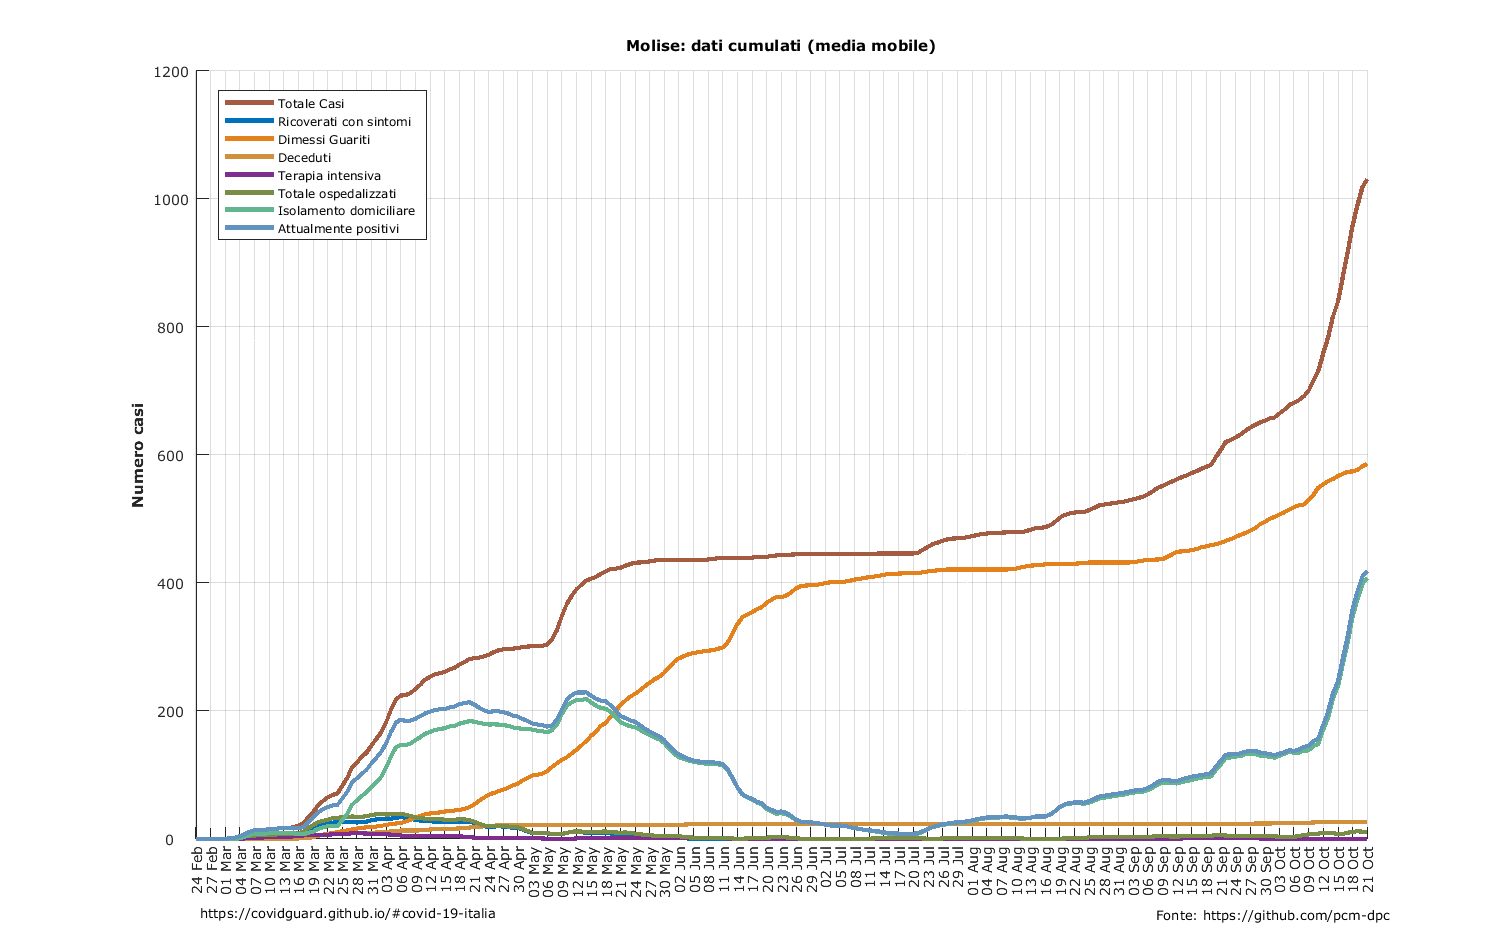 Molise: dati cumulati (media mobile)
Numero casi
1200
1000
800
600
400
200
0
Totale Casi
Ricoverati con sintomi
Dimessi Guariti
Deceduti
Terapia intensiva
Totale ospedalizzati
Isolamento domiciliare
Attualmente positivi
24 Feb
27 Feb
01 Mar
04 Mar
07 Mar
10 Mar
13 Mar
16 Mar
19 Mar
22 Mar
25 Mar
28 Mar
31 Mar
03 Apr
06 Apr
09 Apr
12 Apr
15 Apr
18 Apr
21 Apr
24 Apr
27 Apr
30 Apr
03 May
06 May
09 May
12 May
15 May
18 May
21 May
24 May
27 May
30 May
02 Jun
05 Jun
08 Jun
11 Jun
14 Jun
17 Jun
20 Jun
23 Jun
26 Jun
29 Jun
02 Jul
05 Jul
08 Jul
11 Jul
14 Jul
17 Jul
20 Jul
23 Jul
26 Jul
29 Jul
01 Aug
04 Aug
07 Aug
10 Aug
13 Aug
16 Aug
19 Aug
22 Aug
25 Aug
28 Aug
31 Aug
03 Sep
06 Sep
09 Sep
12 Sep
15 Sep
18 Sep
21 Sep
24 Sep
27 Sep
30 Sep
03 Oct
06 Oct
09 Oct
12 Oct
15 Oct
18 Oct
21 Oct
https://covidguard.github.io/#covid-19-italia
Fonte: https://github.com/pcm-dpc